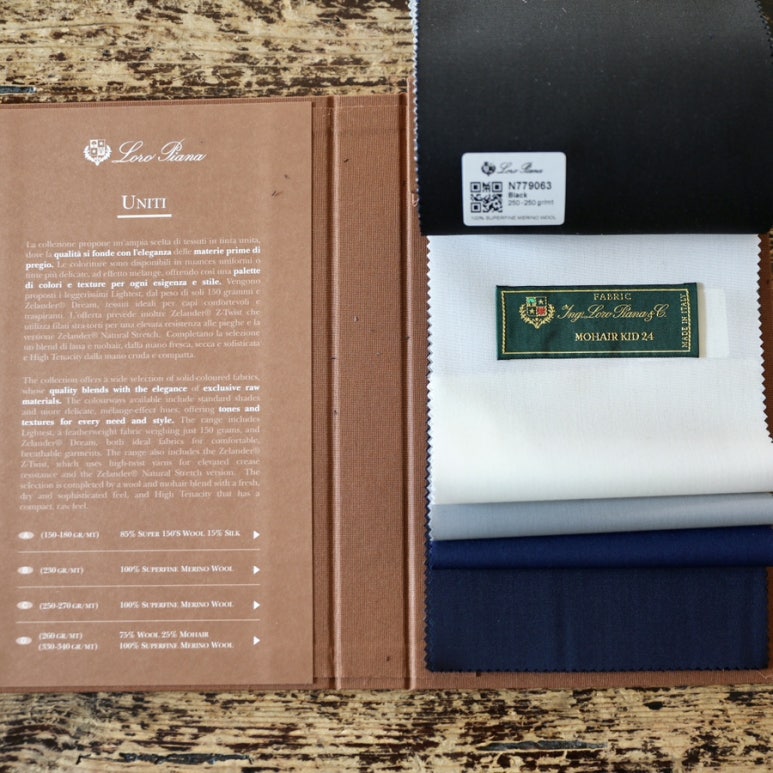 Loro Piana
UNITI
La collezione propone un'ampia scelta di tessuti in tinta unita,
dove la qualità si fonde con l'eleganza delle materie prime di
pregio. Le coloriture sono disponibili in nuances uniformi o
tinte più delicate, ad effetto mélange, offrendo così una palette
di colori e texture per ogni esigenza e stile. Vengono
proposti i leggerissimi Lightest, dal peso di soli 150 grammi e
Zelander® Dream, tessuti ideali per capi confortevoli e
traspiranti. L'offerta prevede inoltre Zelander® Z-Twist che
utilizza filati stratorti per una elevata resistenza alle pieghe e la
versione Zelander® Natural Stretch. Completano la selezione
un blend di lana e mohair, dalla mano fresca, secca e sofisticata
e High Tenacity dalla mano cruda e compatta.
The collection offers a wide selection of solid-coloured fabrics,
whose quality blends with the elegance of exclusive raw
materials. The colourways available include standard shades
and more delicate, mélange-effect hues, offering tones and
textures for every need and style. The range includes
Lightest, a featherweight fabric weighing just 150 grams, and
Zelander® Dream, both ideal fabrics for comfortable,
breathable garments. The range also includes the Zelander®
Z-Twist, which uses high-twist yarns for elevated crease
resistance and the Zelander® Natural Stretch version. The
selection is completed by a wool and mohair blend with a fresh,
dry and sophisticated feel, and High Tenacity that has a
compact, raw feel.
A (150-180 GR/MT) 85% SUPER 150'S WOOL 15% SILK
B (230 GR/MT) 100% SUPERFINE MERINO WOOL
C (250-270 GR/MT) 100% SUPERFINE MERINO WOOL
D (260 GR/MT) 75% WOOL 25% MOHAIR
(330-340 GR/MT) 100% SUPERFINE MERINO WOOL
Loro Piana
N779063
Black
250-260 gr/mt
100% SUPERFINE MERINO WOOL
FABRIC
Ing. Loro Piana & C.
MOHAIR KID 24
MADE IN ITALY